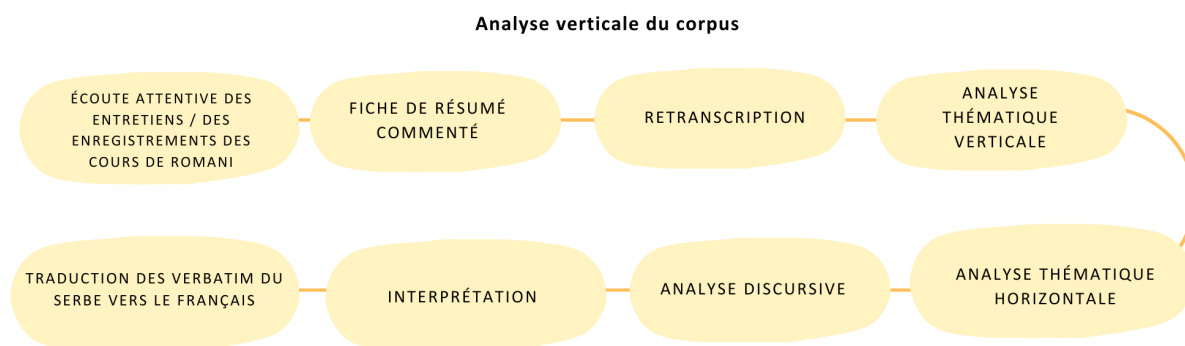 Analyse verticale du corpus
ÉCOUTE ATTENTIVE DES
ENTRETIENS / DES
ENREGISTREMENTS DES
COURS DE ROMANI
FICHE DE RÉSUMÉ
COMMENTÉ
RETRANSCRIPTION
ANALYSE
THÉMATIQUE
VERTICALE
ANALYSE THÉMATIQUE
HORIZONTALE
ANALYSE DISCURSIVE
INTERPRÉTATION
TRADUCTION DES VERBATIM DU
SERBE VERS LE FRANÇAIS